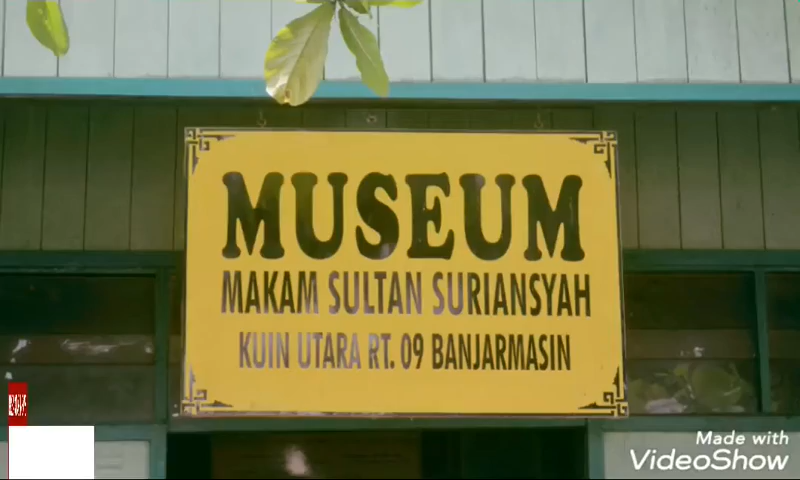 MUSEUM
MAKAM SULTAN SURIANSYAH
KUIN UTARA RT. 09 BANJARMASIN
Made with
VideoShow